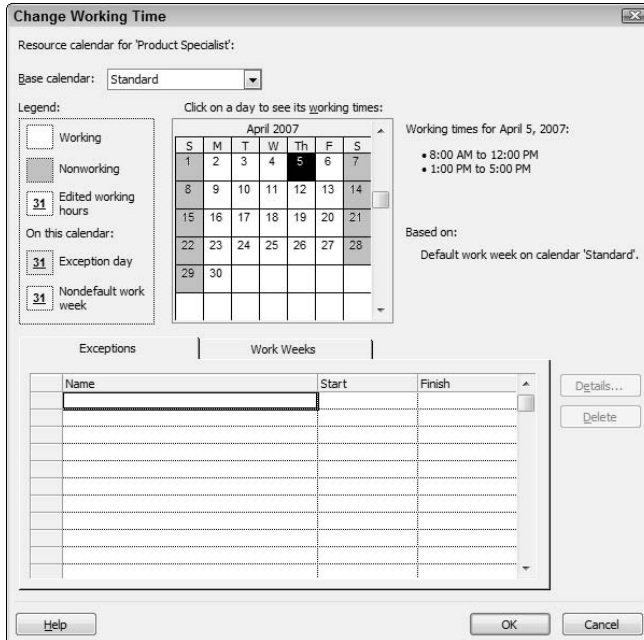 Change Working Time
Resource calendar for 'Product Specialist':
Base calendar: Standard
Legend:
Working
Nonworking
31 Edited working
hours
On this calendar:
31 Exception day
31 Nondefault work
week
Click on a day to see its working times:
April 2007
S M T W Th F S
1 2 3 4 5 6 7
8 9 10 11 12 13 14
15 16 17 18 19 20 21
22 23 24 25 26 27 28
29 30
Working times for April 5, 2007:
• 8:00 AM to 12:00 PM
• 1:00 PM to 5:00 PM
Based on:
Default work week on calendar 'Standard'.
Exceptions Work Weeks
Name Start Finish
Details...
Delete
Help OK Cancel